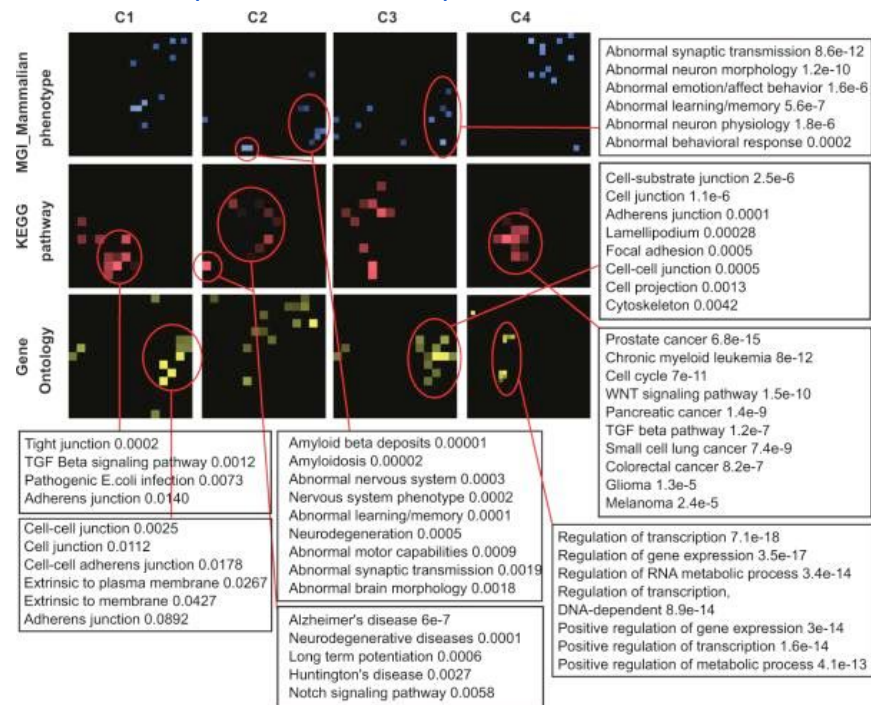 C1
C2
C3
C4
MGI_Mammalian
phenotype
KEGG
pathway
Gene
Ontology
Abnormal synaptic transmission 8.6e-12
Abnormal neuron morphology 1.2e-10
Abnormal emotion/affect behavior 1.6e-6
Abnormal learning/memory 5.6e-7
Abnormal neuron physiology 1.8e-6
Abnormal behavioral response 0.0002
Cell-substrate junction 2.5e-6
Cell junction 1.1e-6
Adherens junction 0.0001
Lamellipodium 0.00028
Focal adhesion 0.0005
Cell-cell junction 0.0005
Cell projection 0.0013
Cytoskeleton 0.0042
Prostate cancer 6.8e-15
Chronic myeloid leukemia 8e-12
Cell cycle 7e-11
WNT signaling pathway 1.5e-10
Pancreatic cancer 1.4e-9
TGF beta pathway 1.2e-7
Small cell lung cancer 7.4e-9
Colorectal cancer 8.2e-7
Glioma 1.3e-5
Melanoma 2.4e-5
Tight junction 0.0002
TGF Beta signaling pathway 0.0012
Pathogenic E.coli infection 0.0073
Adherens junction 0.0140
Cell-cell junction 0.0025
Cell junction 0.0112
Cell-cell adherens junction 0.0178
Extrinsic to plasma membrane 0.0267
Extrinsic to membrane 0.0427
Adherens junction 0.0892
Amyloid beta deposits 0.00001
Amyloidosis 0.00002
Abnormal nervous system 0.0003
Nervous system phenotype 0.0002
Abnormal learning/memory 0.0001
Neurodegeneration 0.0005
Abnormal motor capabilities 0.0009
Abnormal synaptic transmission 0.0019
Abnormal brain morphology 0.0018
Alzheimer's disease 6e-7
Neurodegenerative diseases 0.0001
Long term potentiation 0.0006
Huntington's disease 0.0027
Notch signaling pathway 0.0058
Regulation of transcription 7.1e-18
Regulation of gene expression 3.5e-17
Regulation of RNA metabolic process 3.4e-14
Regulation of transcription,
DNA-dependent 8.9e-14
Positive regulation of gene expression 3e-14
Positive regulation of transcription 1.6e-14
Positive regulation of metabolic process 4.1e-13